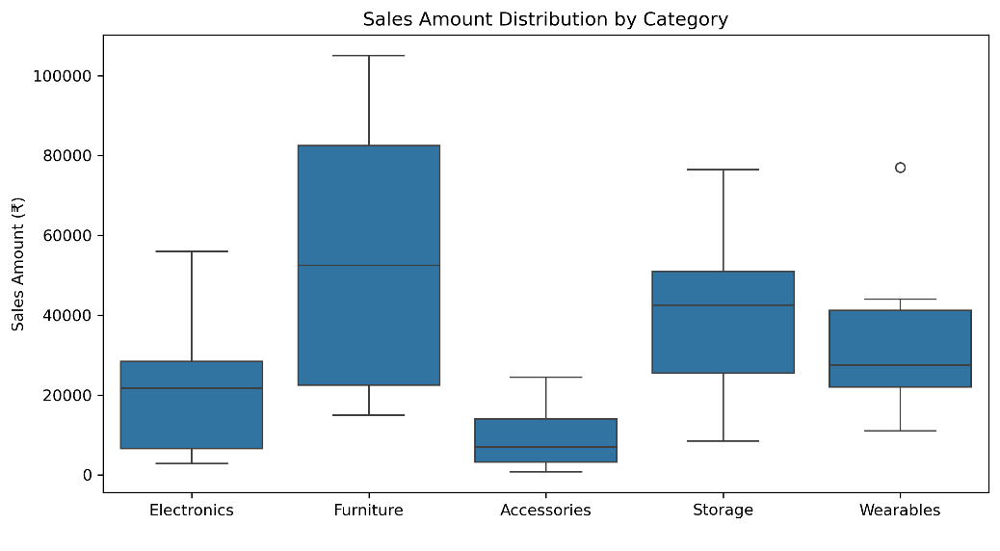 Sales Amount Distribution by Category
Sales Amount (₹)
100000
80000
60000
40000
20000
0
Electronics Furniture Accessories Storage Wearables